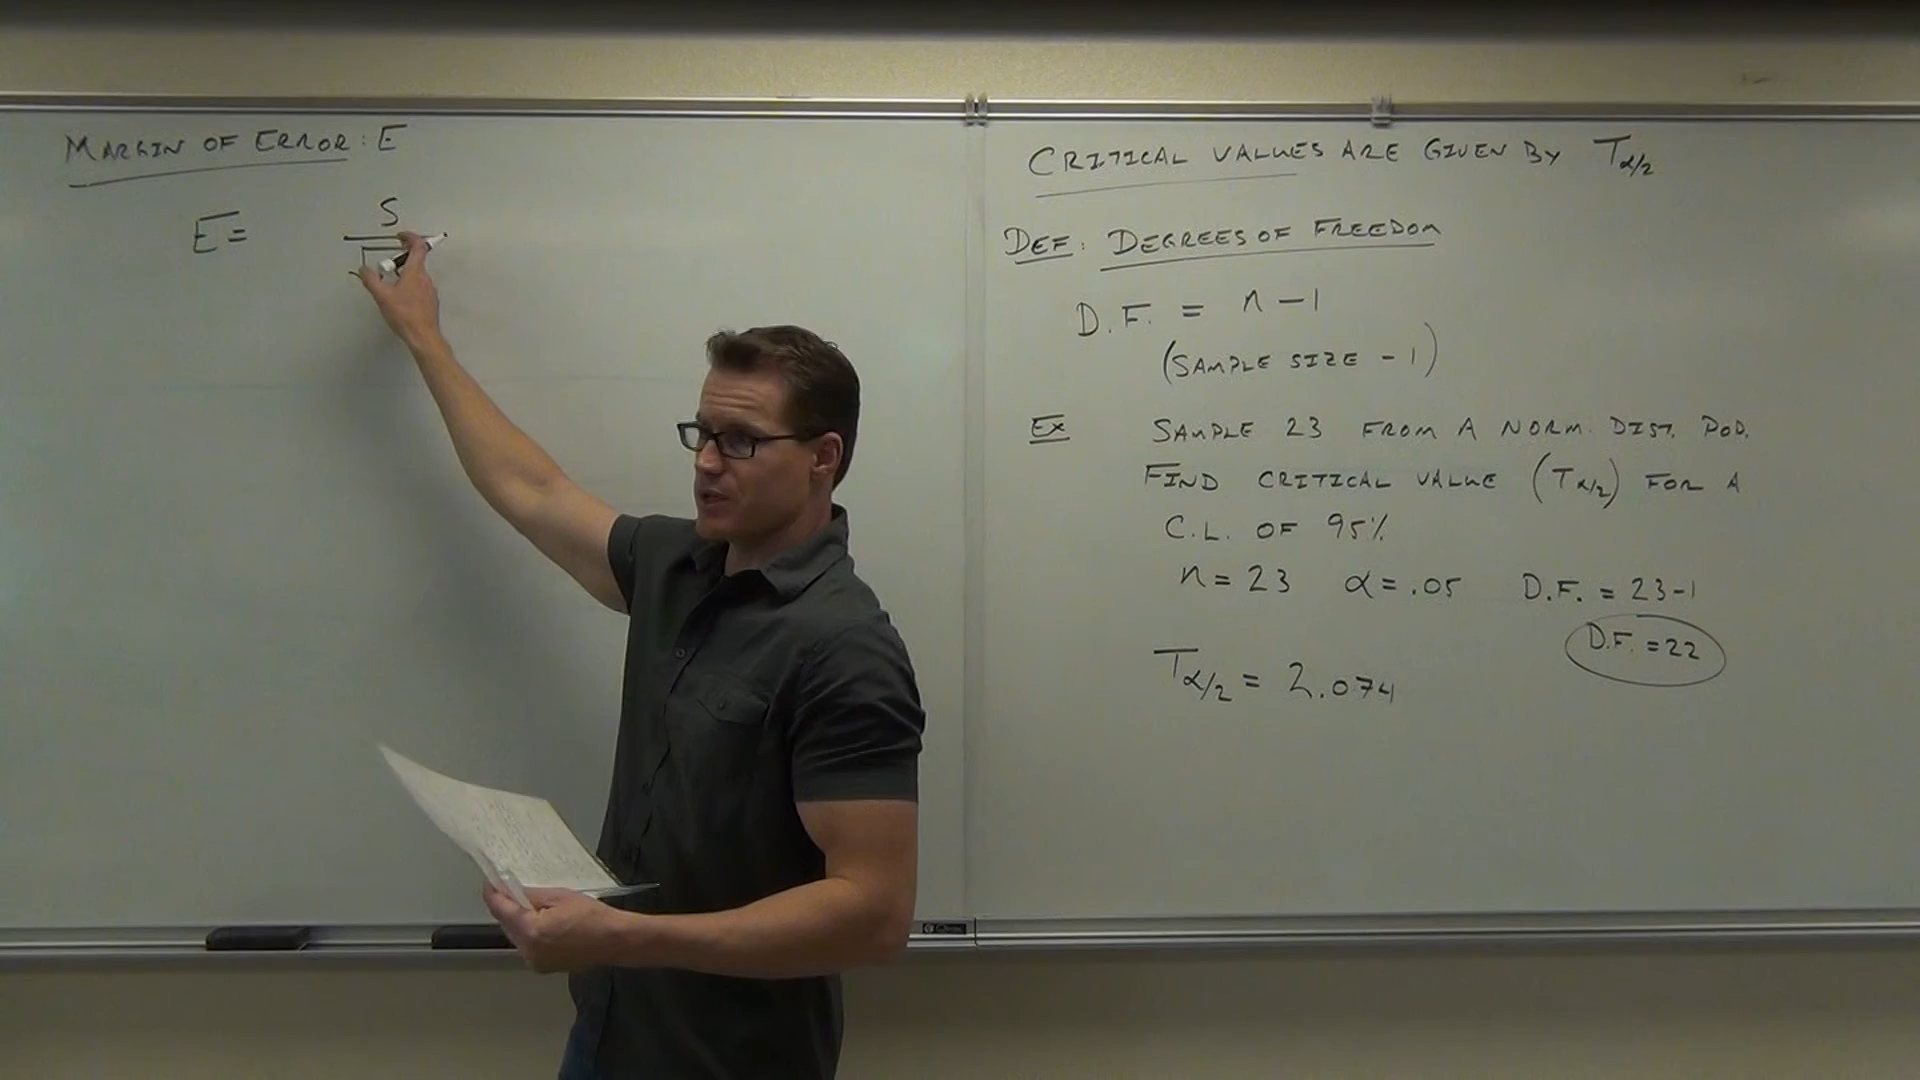 MARGIN OF ERROR: E
E = S / √
CRITICAL VALUES ARE GIVEN BY Tα/2
DEF: DEGREES OF FREEDOM
D.F. = n - 1
(SAMPLE SIZE - 1)
EX SAMPLE 23 FROM A NORM. DIST. POP.
FIND CRITICAL VALUE (Tα/2) FOR A
C.L. OF 95%
n = 23 α = .05 D.F. = 23-1
D.F. = 22
Tα/2 = 2.074